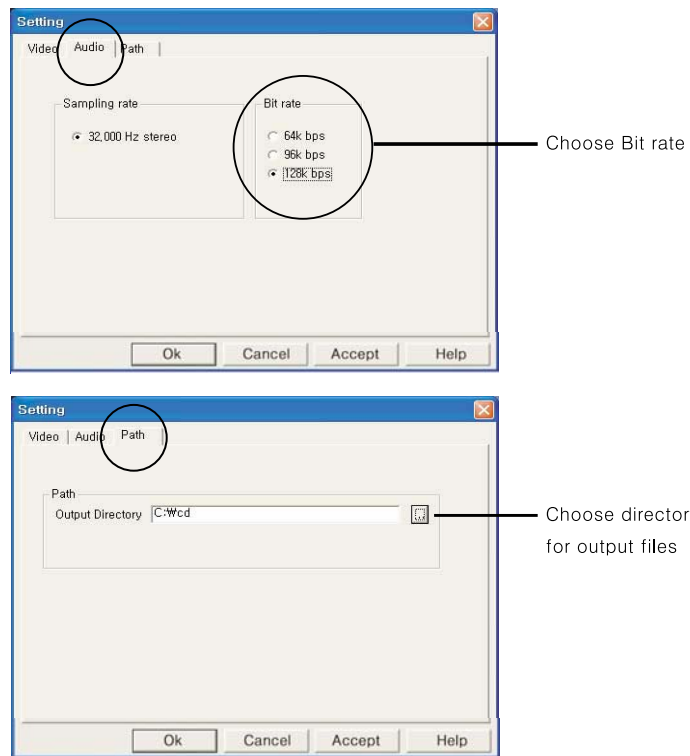 Setting
Video Audio Path
Sampling rate
32,000 Hz stereo
Bit rate
64k bps
96k bps
128k bps
Choose Bit rate
Ok Cancel Accept Help
Setting
Video Audio Path
Path
Output Directory C:₩cd
Choose director
for output files
Ok Cancel Accept Help